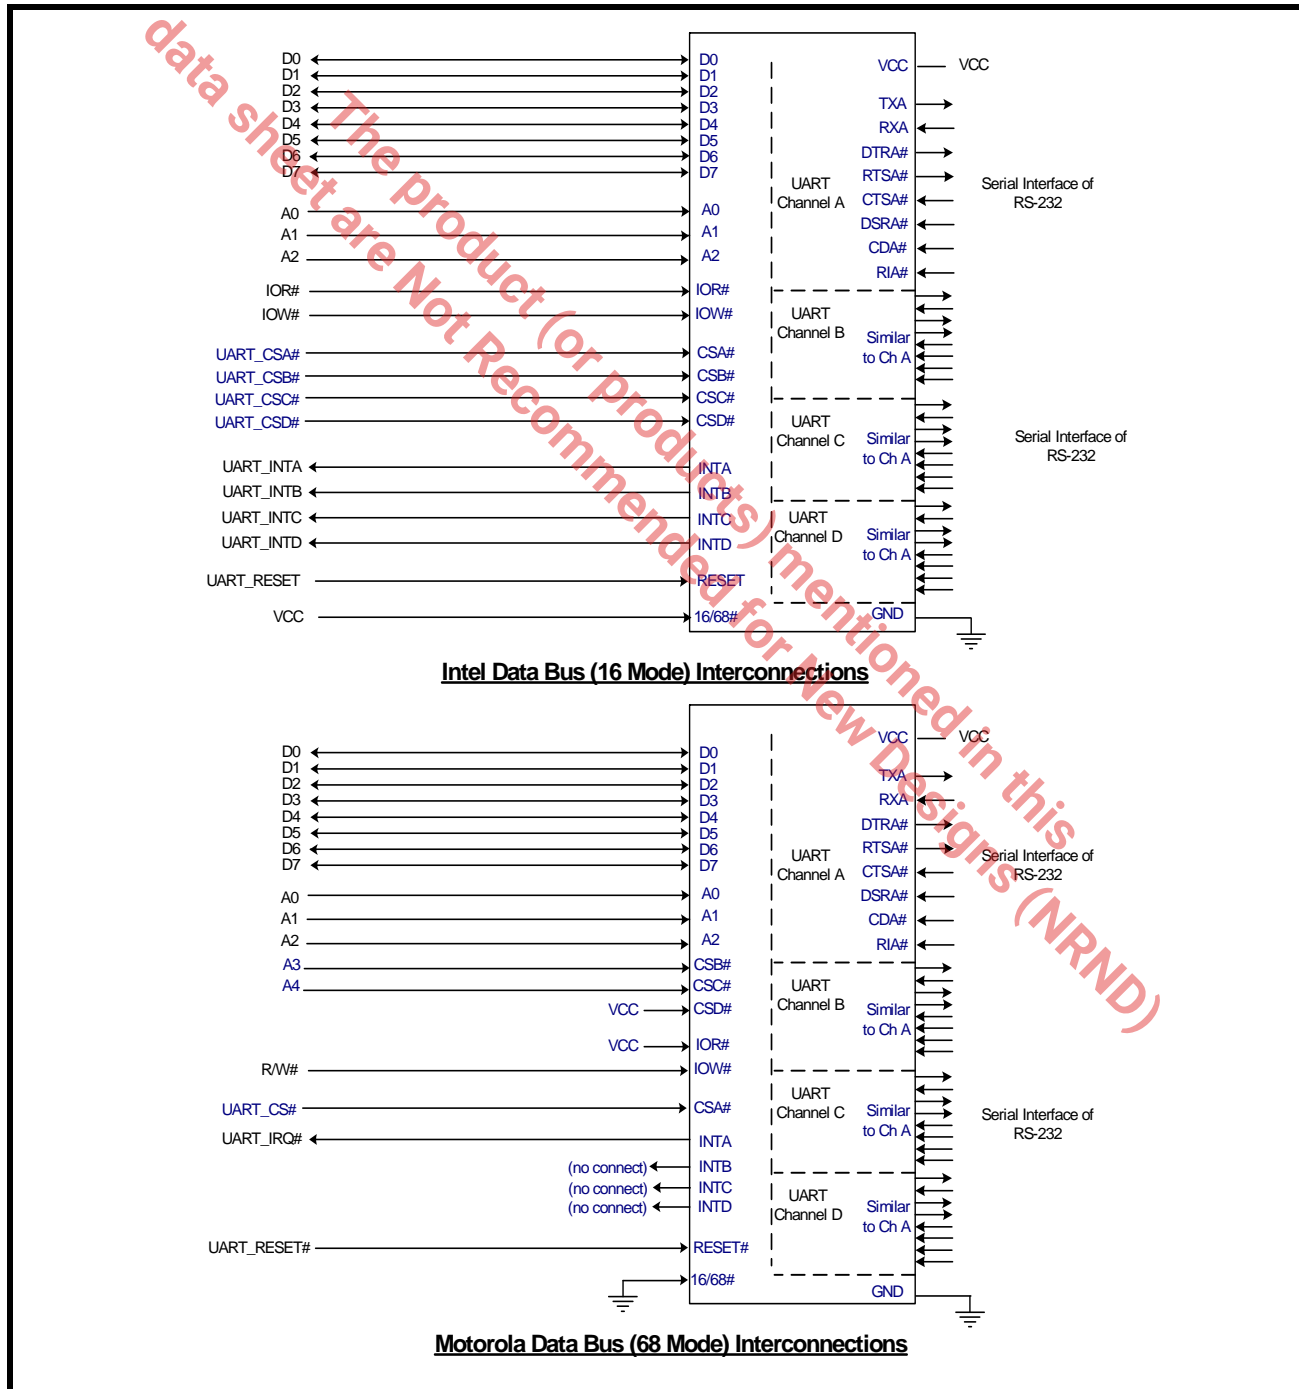 D0 D0 VCC VCC
D1 D1
D2 D2
D3 D3 TXA
D4 D4 RXA
D5 D5
D6 D6 DTRA#
D7 D7 RTSA#
UART
Channel A
Serial Interface of
RS-232
CTSA#
A0 A0 DSRA#
A1 A1 CDA#
A2 A2 RIA#
IOR# IOR#
IOW# IOW#
UART
Channel B
Similar
to Ch A
UART_CSA# CSA#
UART_CSB# CSB#
UART_CSC# CSC#
UART_CSD# CSD#
UART
Channel C
Similar
to Ch A
Serial Interface of
RS-232
UART_INTA INTA
UART_INTB INTB
UART_INTC INTC
UART_INTD INTD
UART
Channel D
Similar
to Ch A
UART_RESET RESET
VCC 16/68# GND
Intel Data Bus (16 Mode) Interconnections
D0 D0 VCC VCC
D1 D1
D2 D2 TXA
D3 D3 RXA
D4 D4
D5 D5 DTRA#
D6 D6 RTSA#
D7 D7
UART
Channel A
Serial Interface of
RS-232
CTSA#
A0 A0 DSRA#
A1 A1 CDA#
A2 A2 RIA#
A3 CSB#
A4 CSC#
VCC CSD#
UART
Channel B
Similar
to Ch A
VCC IOR#
R/W# IOW#
UART_CS# CSA#
UART
Channel C
Similar
to Ch A
Serial Interface of
RS-232
UART_IRQ# INTA
(no connect) INTB
(no connect) INTC
(no connect) INTD
UART
Channel D
Similar
to Ch A
UART_RESET# RESET#
16/68#
GND
Motorola Data Bus (68 Mode) Interconnections
The product (or products) mentioned in this
data sheet are Not Recommended for New Designs (NRND)